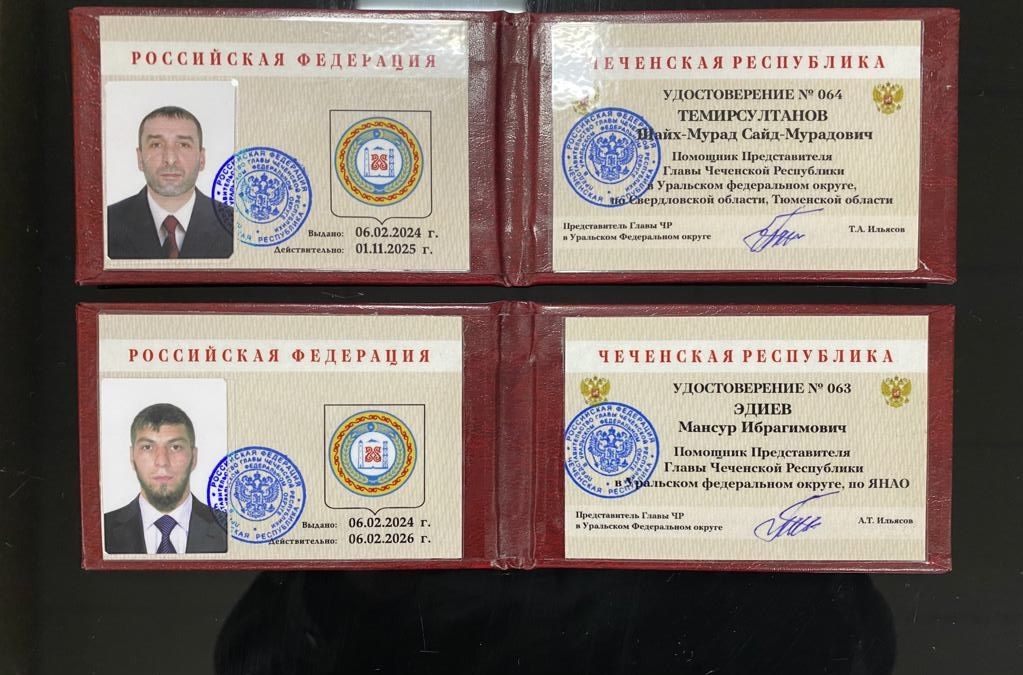 РОССИЙСКАЯ ФЕДЕРАЦИЯ
Выдано: 06.02.2024 г.
Действительно: 01.11.2025 г.
ЧЕЧЕНСКАЯ РЕСПУБЛИКА
УДОСТОВЕРЕНИЕ № 064
ТЕМИРСУЛТАНОВ
Шайх-Мурад Сайд-Мурадович
Помощник Представителя
Главы Чеченской Республики
в Уральском федеральном округе,
по Свердловской области, Тюменской области
Представитель Главы ЧР
в Уральском Федеральном округе
Т.А. Ильясов
РОССИЙСКАЯ ФЕДЕРАЦИЯ
Выдано: 06.02.2024 г.
Действительно: 06.02.2026 г.
ЧЕЧЕНСКАЯ РЕСПУБЛИКА
УДОСТОВЕРЕНИЕ № 063
ЭДИЕВ
Мансур Ибрагимович
Помощник Представителя
Главы Чеченской Республики
в Уральском федеральном округе, по ЯНАО
Представитель Главы ЧР
в Уральском Федеральном округе
А.Т. Ильясов